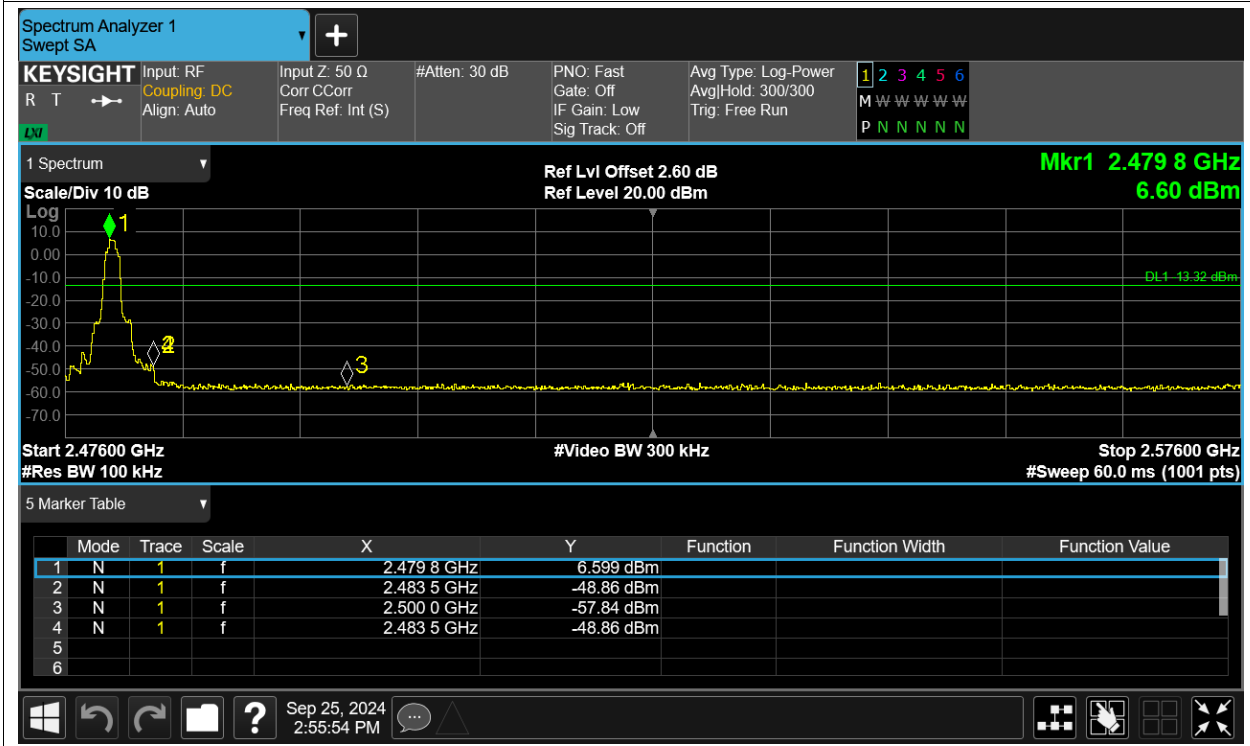 Spectrum Analyzer 1
Swept SA
KEYSIGHT
R T
LXI
Input: RF
Coupling: DC
Align: Auto
Input Z: 50 Ω
Corr CCorr
Freq Ref: Int (S)
#Atten: 30 dB
PNO: Fast
Gate: Off
IF Gain: Low
Sig Track: Off
Avg Type: Log-Power
Avg|Hold: 300/300
Trig: Free Run
1 2 3 4 5 6
M W W W W W
P N N N N N
1 Spectrum
Scale/Div 10 dB
Ref Lvl Offset 2.60 dB
Ref Level 20.00 dBm
Mkr1 2.479 8 GHz
6.60 dBm
Log
10.0
0.00
-10.0
-20.0
-30.0
-40.0
-50.0
-60.0
-70.0
1
3
DL1 -13.32 dBm
Start 2.47600 GHz
#Video BW 300 kHz
Stop 2.57600 GHz
#Res BW 100 kHz
#Sweep 60.0 ms (1001 pts)
5 Marker Table
Mode Trace Scale X Y Function Function Width Function Value
1 N 1 f 2.479 8 GHz 6.599 dBm
2 N 1 f 2.483 5 GHz -48.86 dBm
3 N 1 f 2.500 0 GHz -57.84 dBm
4 N 1 f 2.483 5 GHz -48.86 dBm
5
6
?
Sep 25, 2024
2:55:54 PM